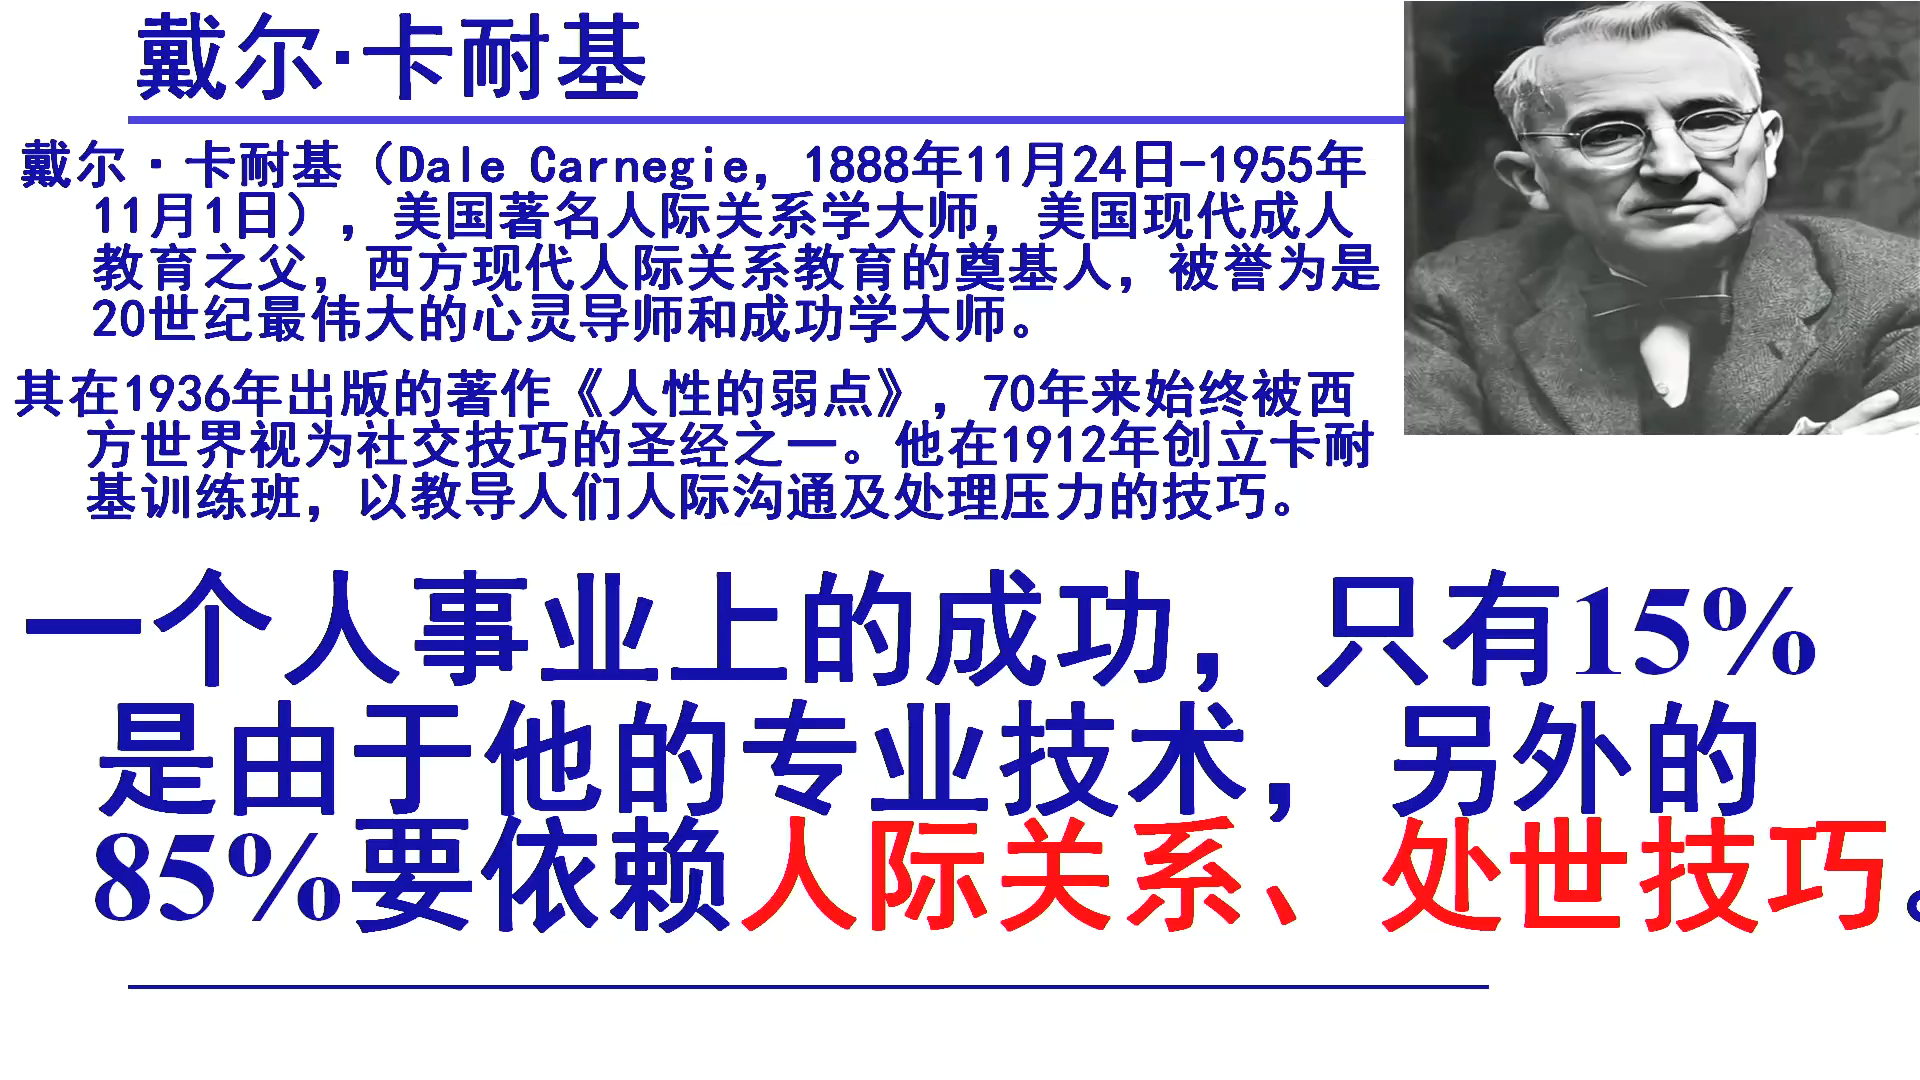 戴尔·卡耐基
戴尔·卡耐基（Dale Carnegie，1888年11月24日-1955年
11月1日），美国著名人际关系学大师，美国现代成人
教育之父，西方现代人际关系教育的奠基人，被誉为是
20世纪最伟大的心灵导师和成功学大师。
其在1936年出版的著作《人性的弱点》，70年来始终被西
方世界视为社交技巧的圣经之一。他在1912年创立卡耐
基训练班，以教导人们人际沟通及处理压力的技巧。
一个人事业上的成功，只有15%
是由于他的专业技术，另外的
85%要依赖人际关系、处世技巧。